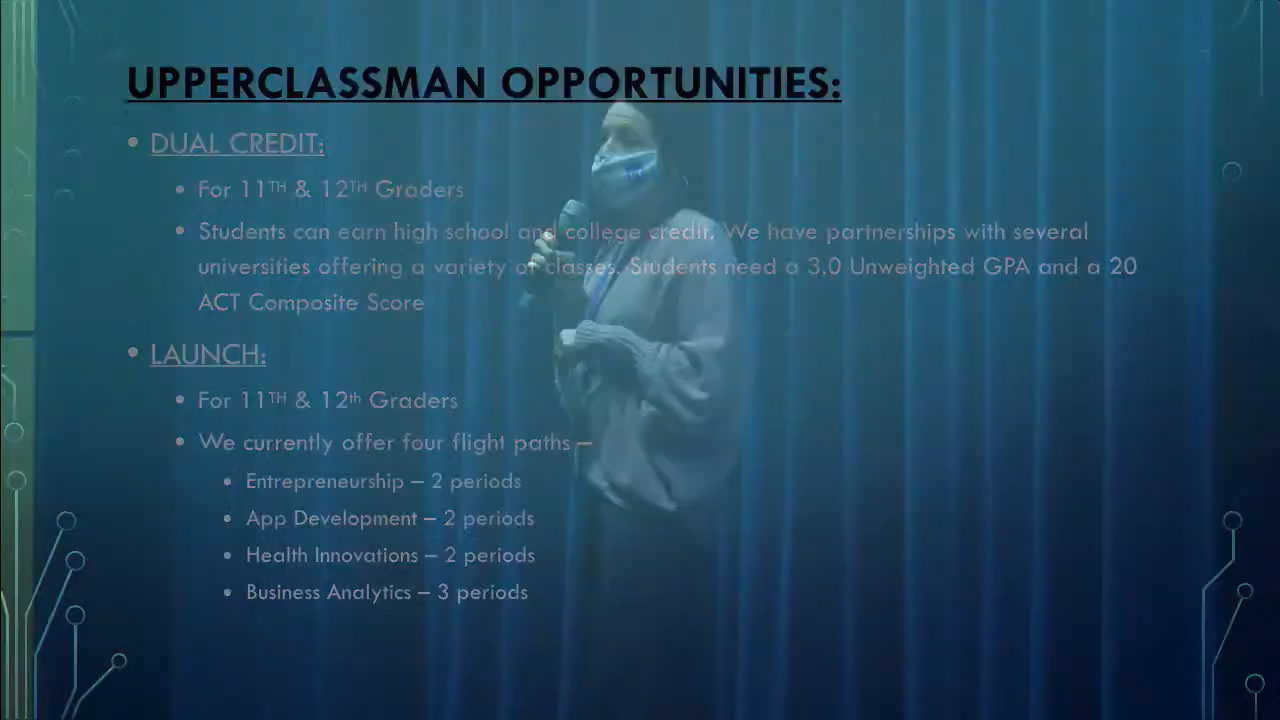 UPPERCLASSMAN OPPORTUNITIES:
• DUAL CREDIT:
• For 11TH & 12TH Graders
• Students can earn high school and college credit. We have partnerships with several
universities offering a variety of classes. Students need a 3.0 Unweighted GPA and a 20
ACT Composite Score
• LAUNCH:
• For 11TH & 12th Graders
• We currently offer four flight paths –
• Entrepreneurship – 2 periods
• App Development – 2 periods
• Health Innovations – 2 periods
• Business Analytics – 3 periods